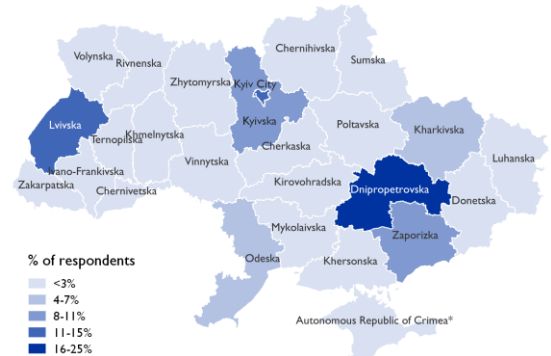 Chernihivska
Volynska
Rivnenska
Sumska
Zhytomyrska
Kyiv City
Lvivska
Kyivska
Poltavska
Kharkivska
Ternopilska
Khmelnytska
Cherkaska
Luhanska
Ivano-Frankivska
Vinnytska
Zakarpatska
Chernivetska
Kirovohradska
Dnipropetrovska
Donetska
Mykolaivska
Zaporizka
Odeska
Khersonska
Autonomous Republic of Crimea*
% of respondents
<3%
4-7%
8-11%
11-15%
16-25%